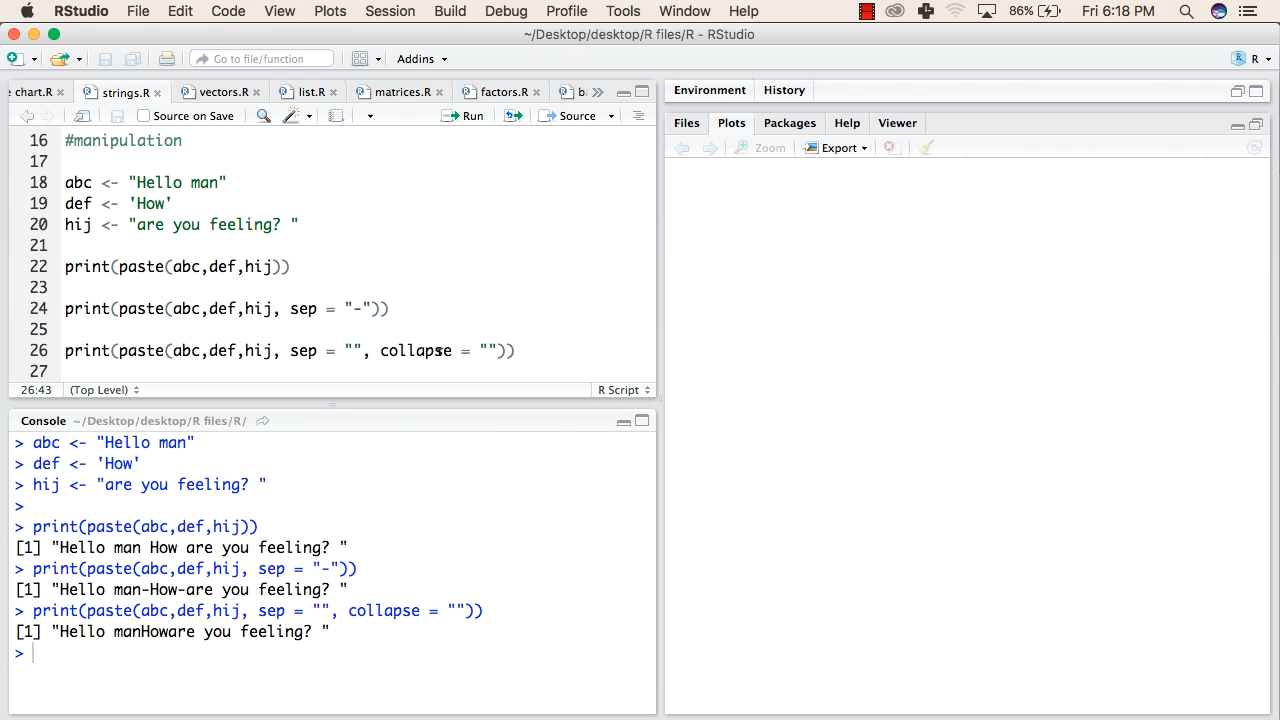 RStudio File Edit Code View Plots Session Build Debug Profile Tools Window Help 86% Fri 6:18 PM
~/Desktop/desktop/R files/R - RStudio
Go to file/function Addins R
chart.R strings.R vectors.R list.R matrices.R factors.R b
Source on Save Run Source
16 #manipulation
17
18 abc <- "Hello man"
19 def <- 'How'
20 hij <- "are you feeling? "
21
22 print(paste(abc,def,hij))
23
24 print(paste(abc,def,hij, sep = "-"))
25
26 print(paste(abc,def,hij, sep = "", collapse = ""))
27
26:43 (Top Level) R Script
Console ~/Desktop/desktop/R files/R/
> abc <- "Hello man"
> def <- 'How'
> hij <- "are you feeling? "
>
> print(paste(abc,def,hij))
[1] "Hello man How are you feeling? "
> print(paste(abc,def,hij, sep = "-"))
[1] "Hello man-How-are you feeling? "
> print(paste(abc,def,hij, sep = "", collapse = ""))
[1] "Hello manHoware you feeling? "
>
Environment History
Files Plots Packages Help Viewer
Zoom Export